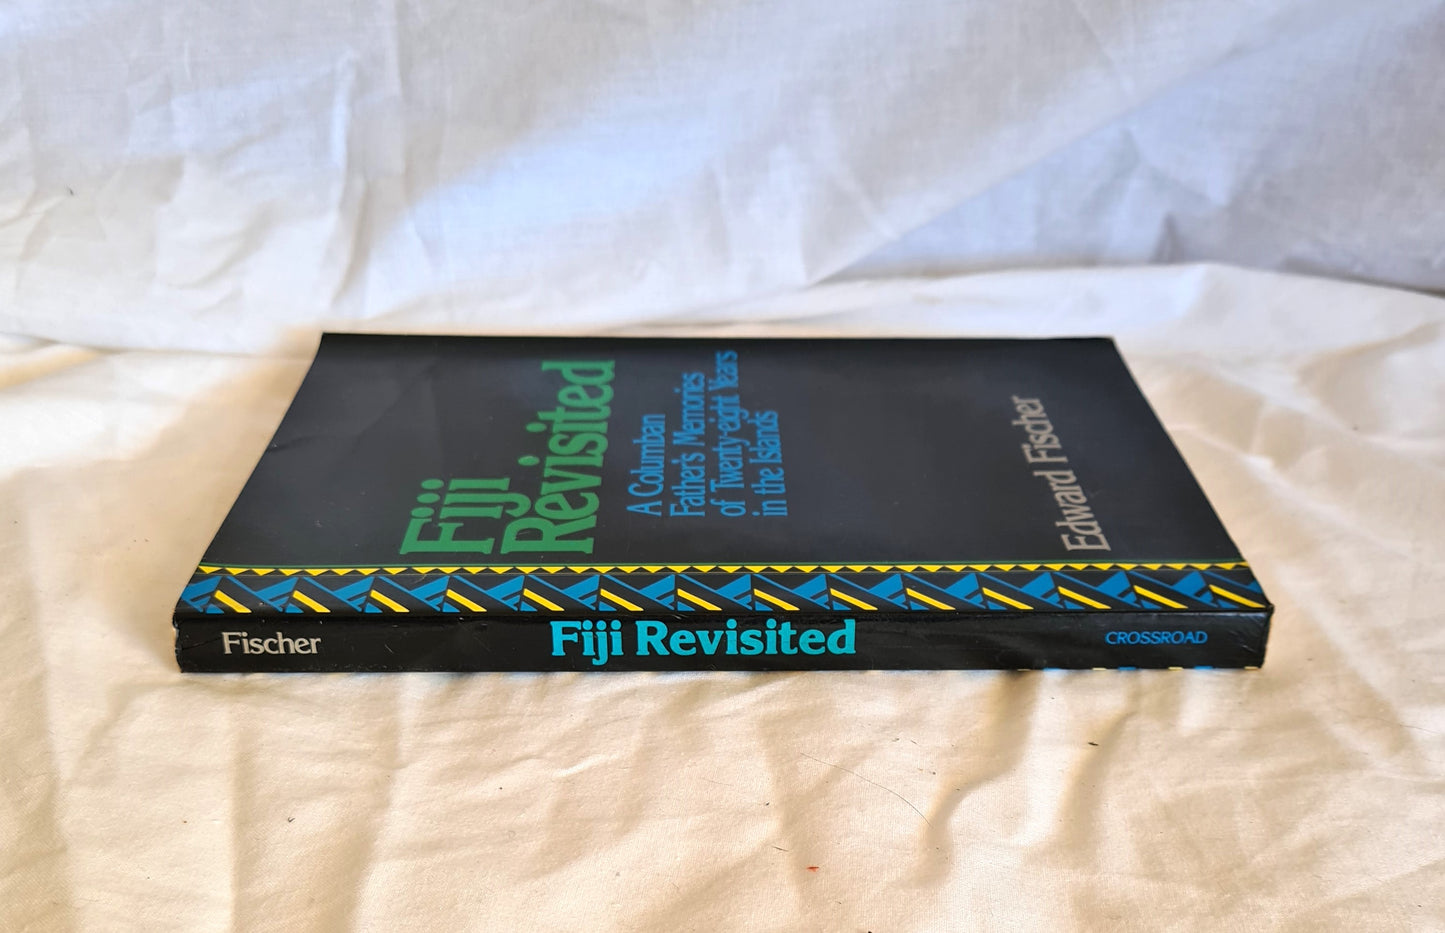 Fiji
Revisited
A Columban
Father's Memories
of Twenty-eight Years
in the Islands
Edward Fischer
Fischer
Fiji Revisited
CROSSROAD